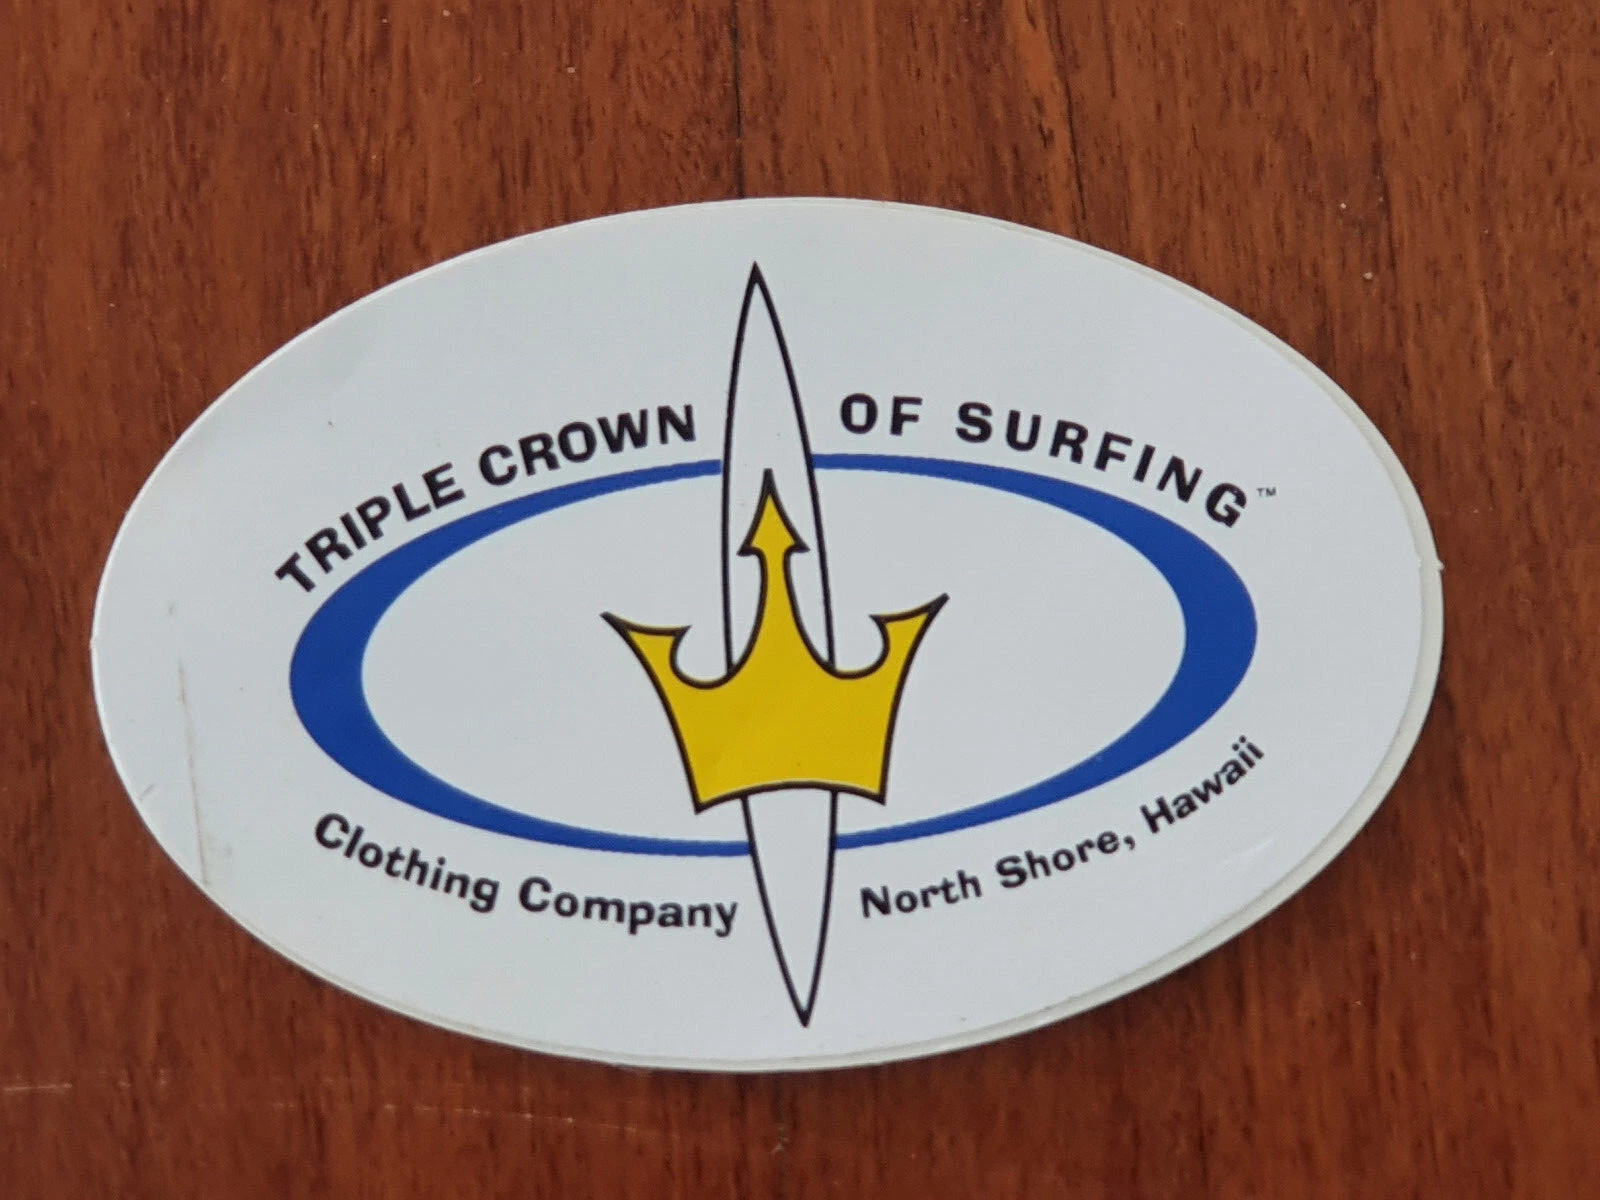 TRIPLE CROWN OF SURFING™
Clothing Company North Shore, Hawaii